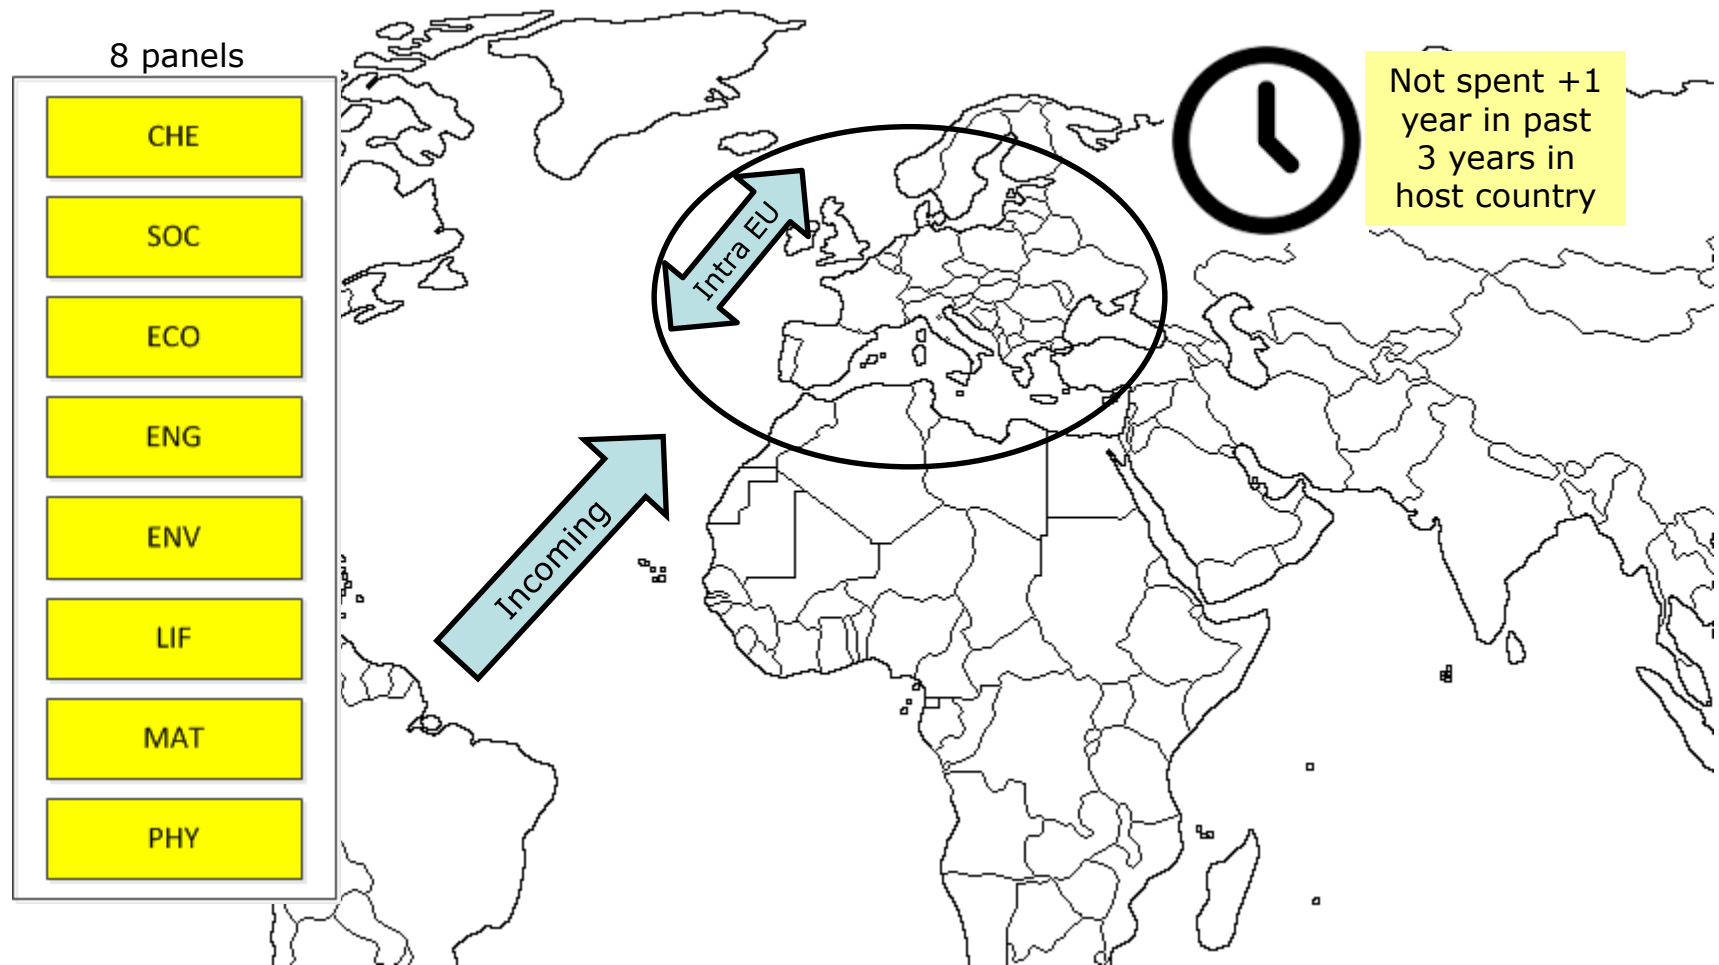 8 panels
CHE
SOC
ECO
ENG
ENV
LIF
MAT
PHY
Intra EU
Incoming
Not spent +1
year in past
3 years in
host country